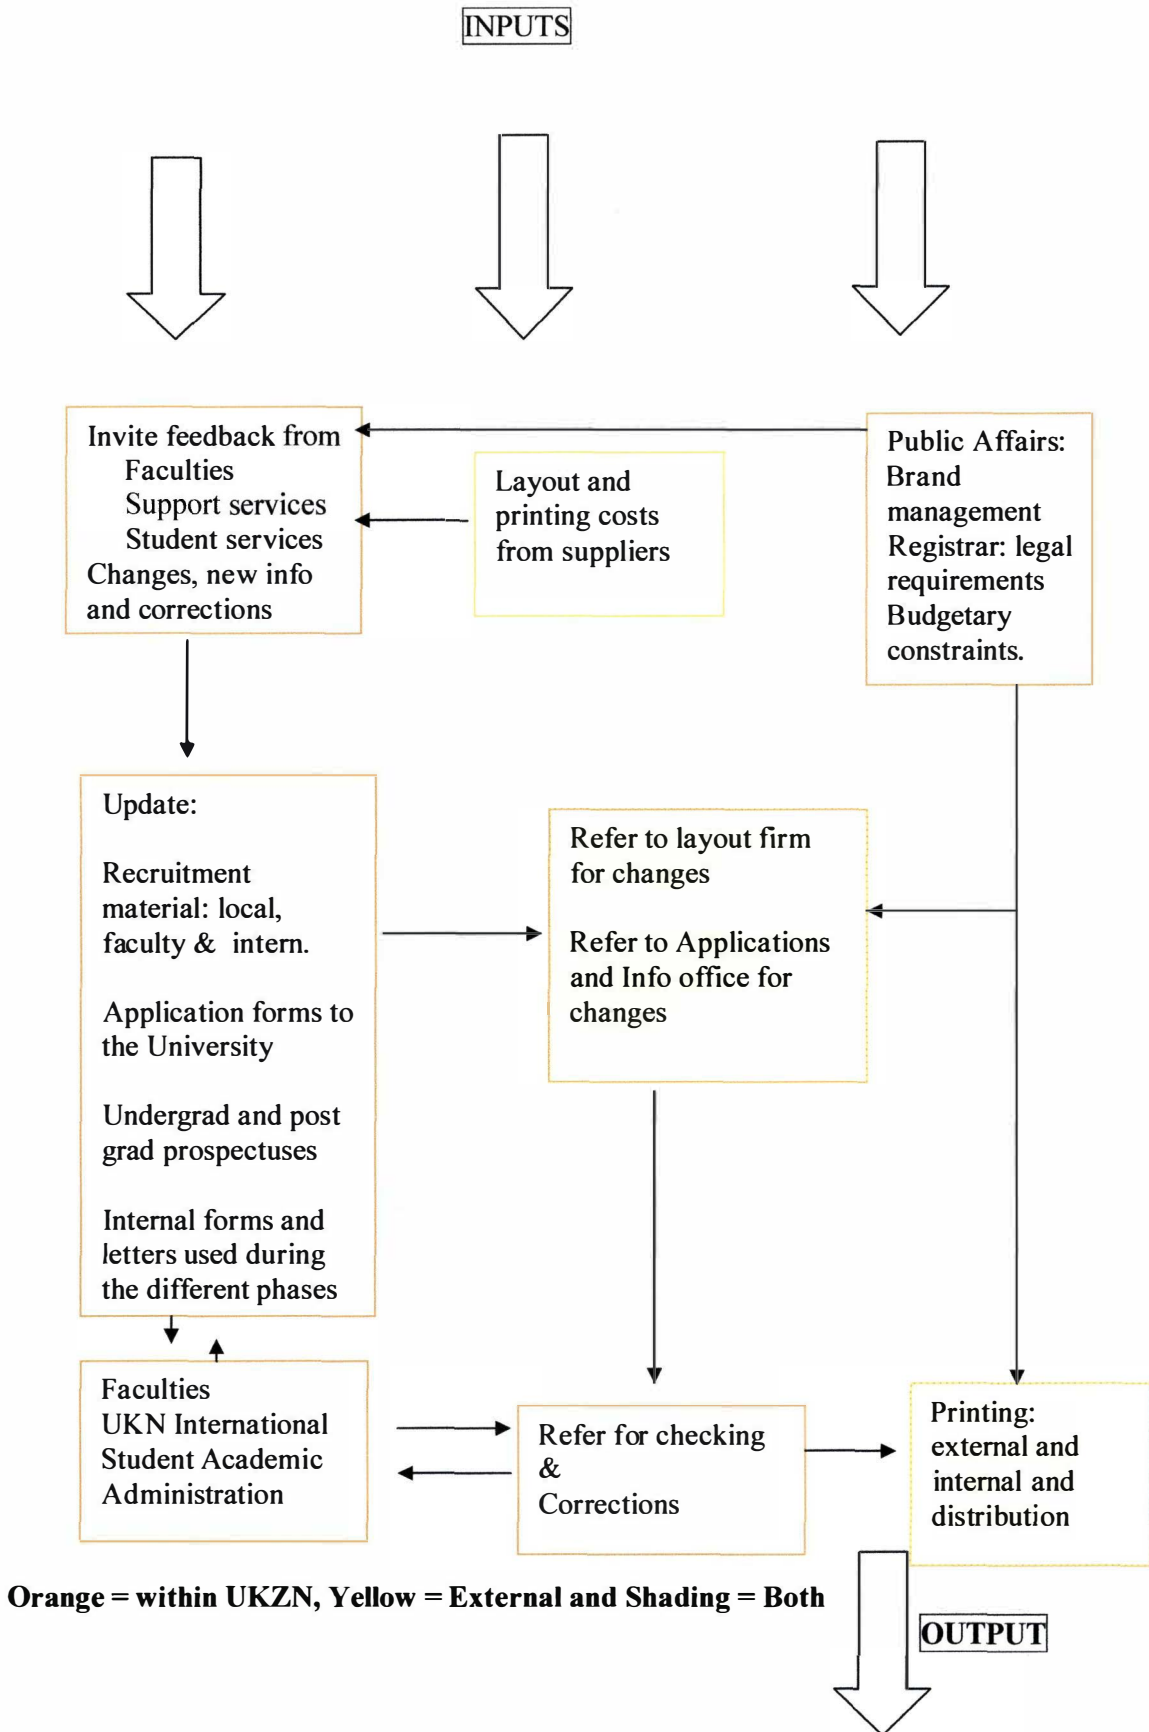 INPUTS
Invite feedback from
Faculties
Support services
Student services
Changes, new info
and corrections
Layout and
printing costs
from suppliers
Public Affairs:
Brand
management
Registrar: legal
requirements
Budgetary
constraints.
Update:
Recruitment
material: local,
faculty & intern.
Application forms to
the University
Undergrad and post
grad prospectuses
Internal forms and
letters used during
the different phases
Refer to layout firm
for changes
Refer to Applications
and Info office for
changes
Faculties
UKN International
Student Academic
Administration
Refer for checking
&
Corrections
Printing:
external and
internal and
distribution
Orange = within UKZN, Yellow = External and Shading = Both
OUTPUT